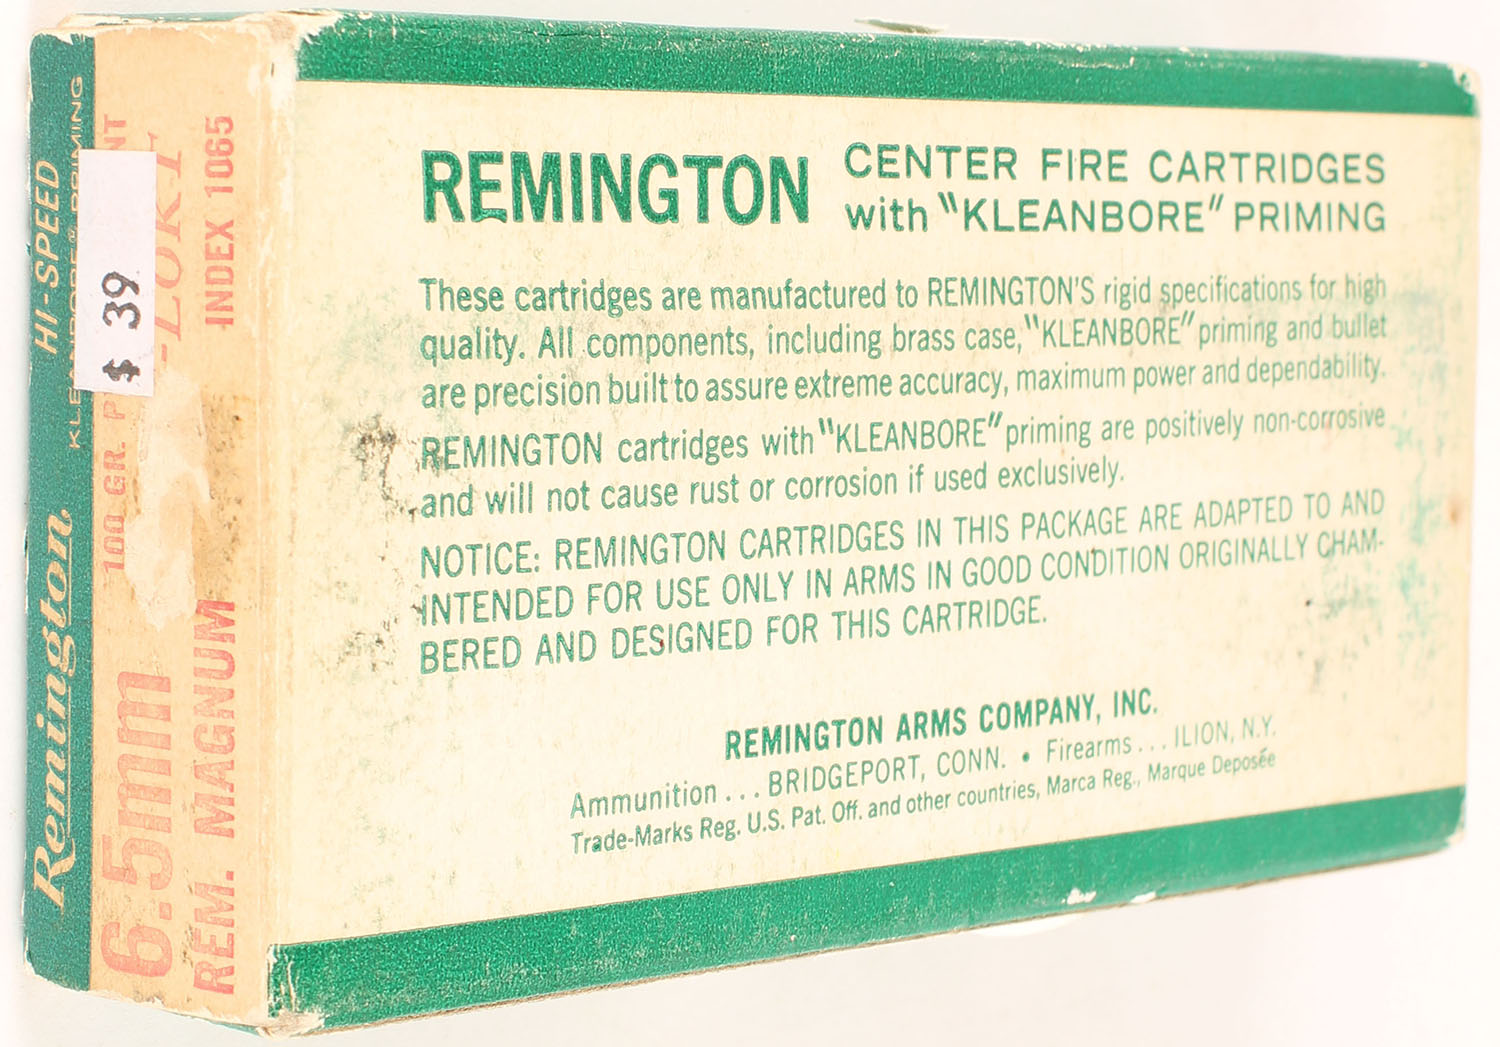 REMINGTON CENTER FIRE CARTRIDGES
with "KLEANBORE" PRIMING
These cartridges are manufactured to REMINGTON'S rigid specifications for high
quality. All components, including brass case, "KLEANBORE" priming and bullet
are precision built to assure extreme accuracy, maximum power and dependability.
REMINGTON cartridges with "KLEANBORE" priming are positively non-corrosive
and will not cause rust or corrosion if used exclusively.
NOTICE: REMINGTON CARTRIDGES IN THIS PACKAGE ARE ADAPTED TO AND
INTENDED FOR USE ONLY IN ARMS IN GOOD CONDITION ORIGINALLY CHAM-
BERED AND DESIGNED FOR THIS CARTRIDGE.
REMINGTON ARMS COMPANY, INC.
Ammunition . . . BRIDGEPORT, CONN. • Firearms . . . ILION, N.Y.
Trade-Marks Reg. U.S. Pat. Off. and other countries, Marca Reg., Marque Deposée
Remington. HI-SPEED
PRIMING
6.5mm 100 GR.
REM. MAGNUM INDEX 1065
$ 39